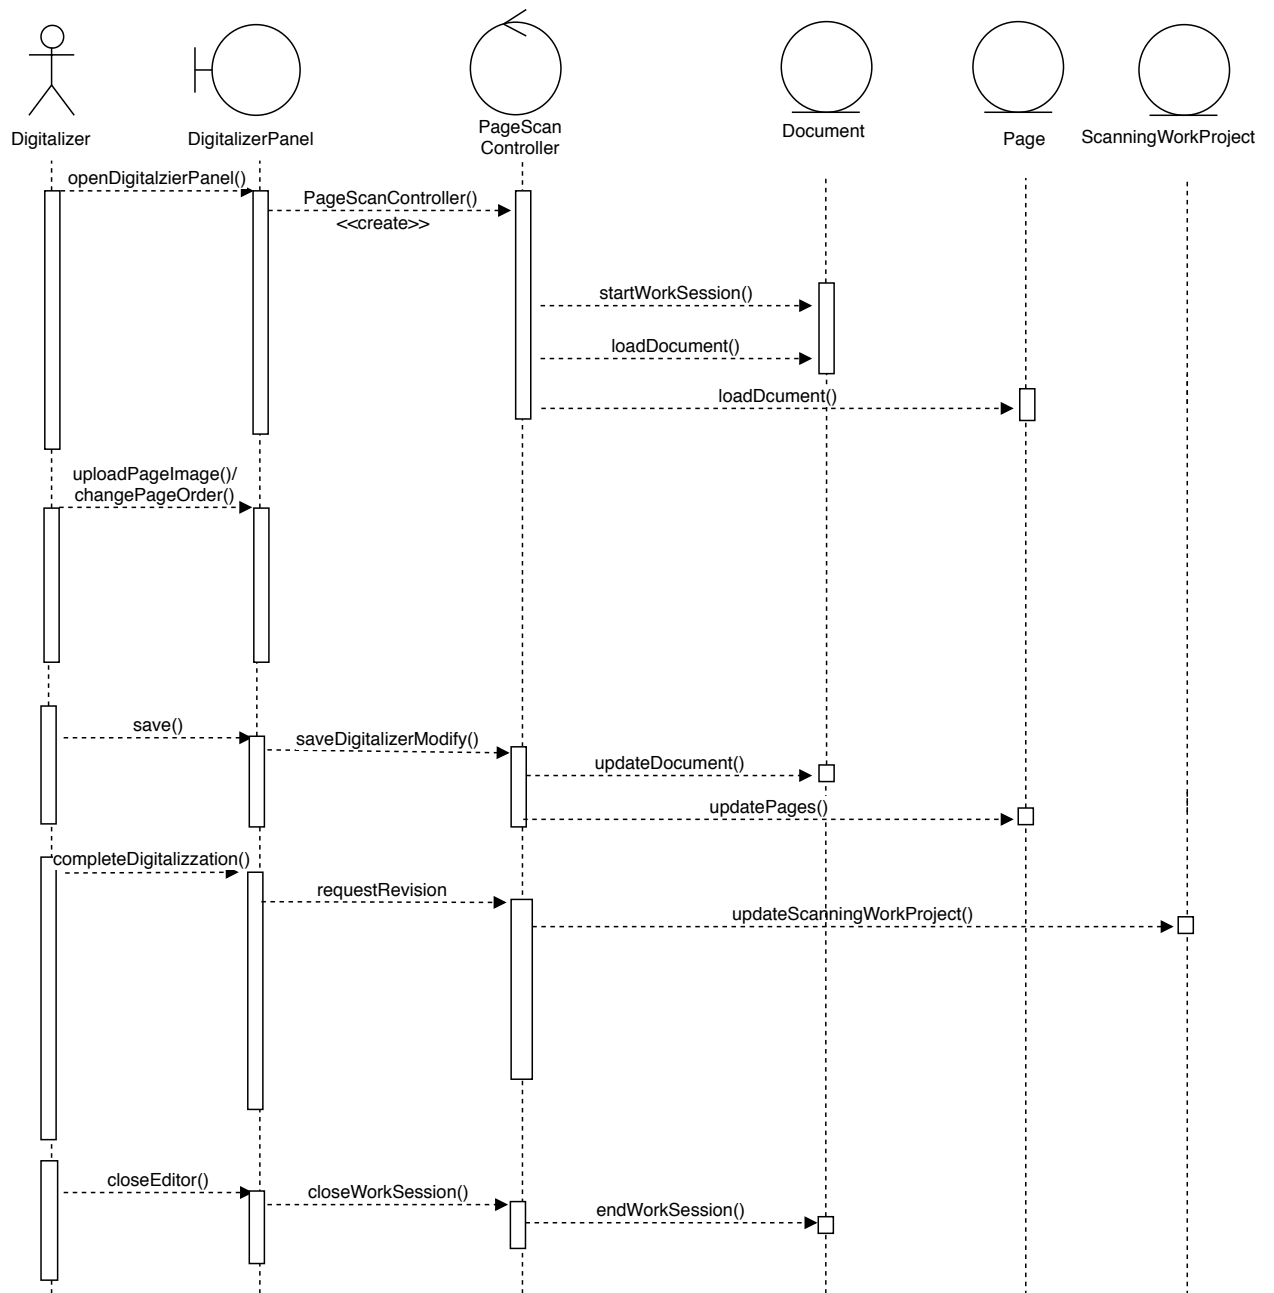 Digitalizer
DigitalizerPanel
PageScan
Controller
Document
Page
ScanningWorkProject
openDigitalzierPanel()
PageScanController()
<<create>>
startWorkSession()
loadDocument()
loadDcument()
uploadPageImage()/
changePageOrder()
save()
saveDigitalizerModify()
updateDocument()
updatePages()
completeDigitalizzation()
requestRevision
updateScanningWorkProject()
closeEditor()
closeWorkSession()
endWorkSession()